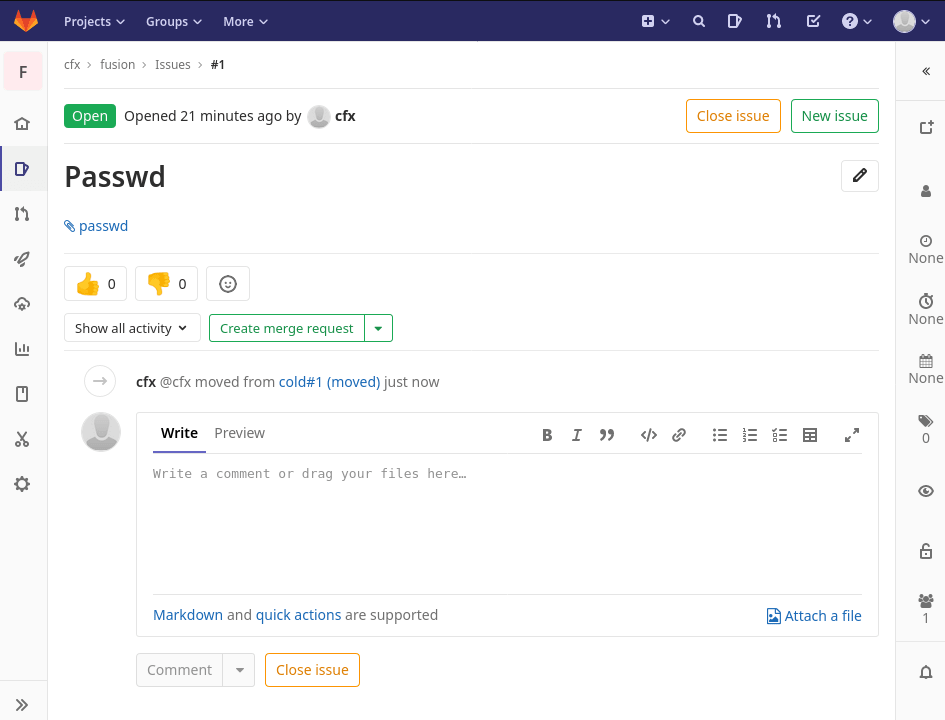 Projects Groups More
F
cfx > fusion > Issues > #1
Open Opened 21 minutes ago by cfx Close issue New issue
Passwd
passwd
0 0
Show all activity Create merge request
cfx @cfx moved from cold#1 (moved) just now
Write Preview
Write a comment or drag your files here…
Markdown and quick actions are supported Attach a file
Comment Close issue
None
None
None
0
1